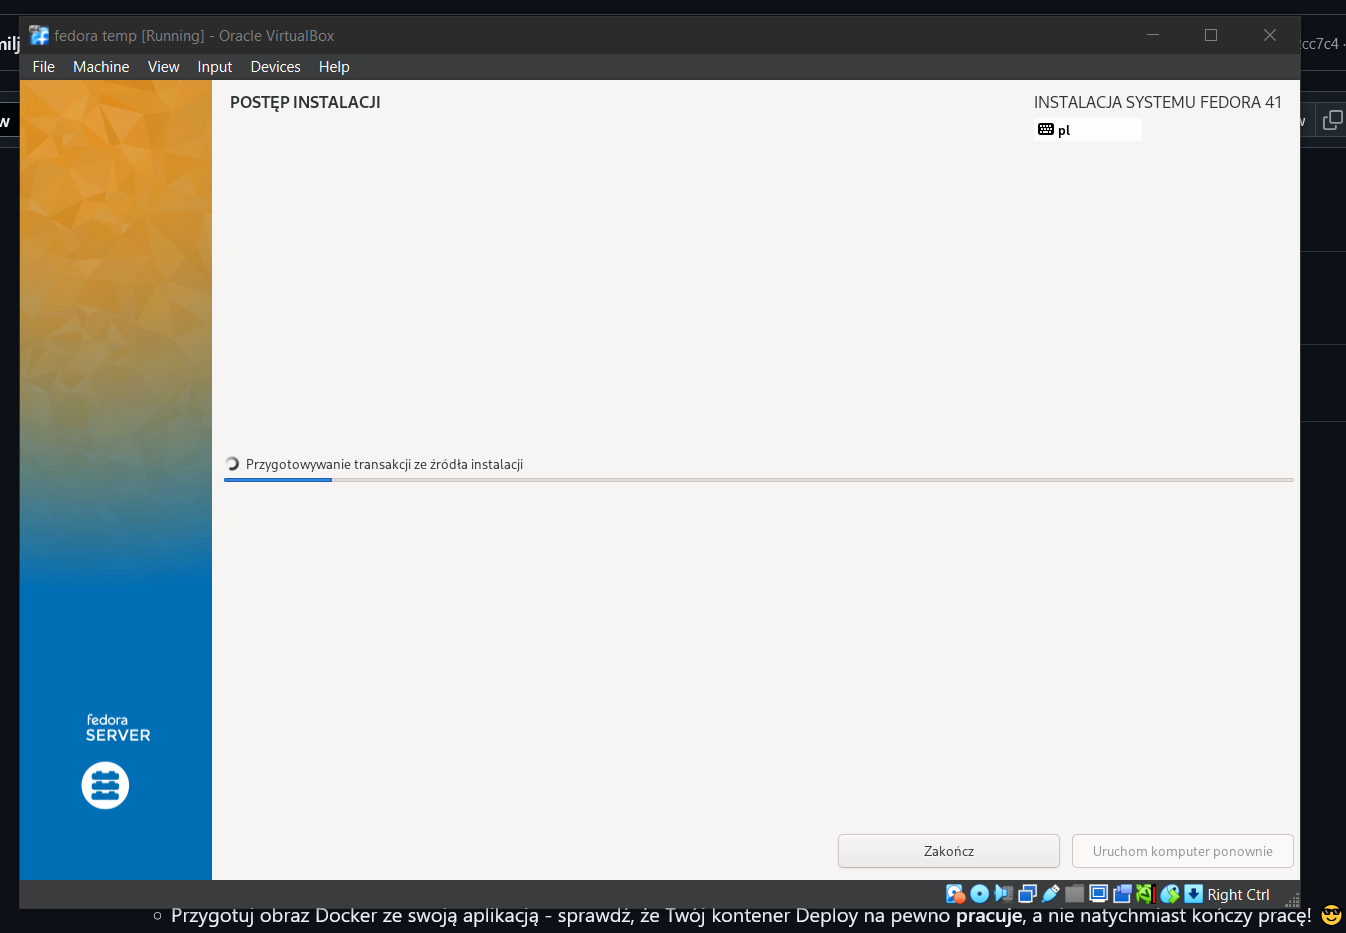 fedora temp [Running] - Oracle VirtualBox
File Machine View Input Devices Help
POSTĘP INSTALACJI
INSTALACJA SYSTEMU FEDORA 41
pl
Przygotowywanie transakcji ze źródła instalacji
fedora
SERVER
Zakończ
Uruchom komputer ponownie
Right Ctrl
Przygotuj obraz Docker ze swoją aplikacją - sprawdź, że Twój kontener Deploy na pewno pracuje, a nie natychmiast kończy pracę! 😎